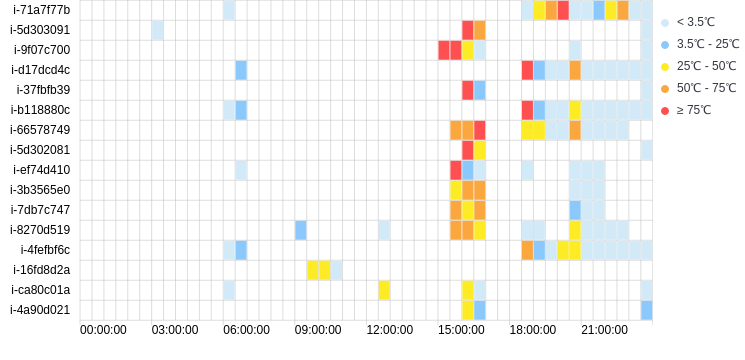 i-71a7f77b
i-5d303091
i-9f07c700
i-d17dcd4c
i-37fbfb39
i-b118880c
i-66578749
i-5d302081
i-ef74d410
i-3b3565e0
i-7db7c747
i-8270d519
i-4fefbf6c
i-16fd8d2a
i-ca80c01a
i-4a90d021
00:00:00 03:00:00 06:00:00 09:00:00 12:00:00 15:00:00 18:00:00 21:00:00
< 3.5℃
3.5℃ - 25℃
25℃ - 50℃
50℃ - 75℃
≥ 75℃